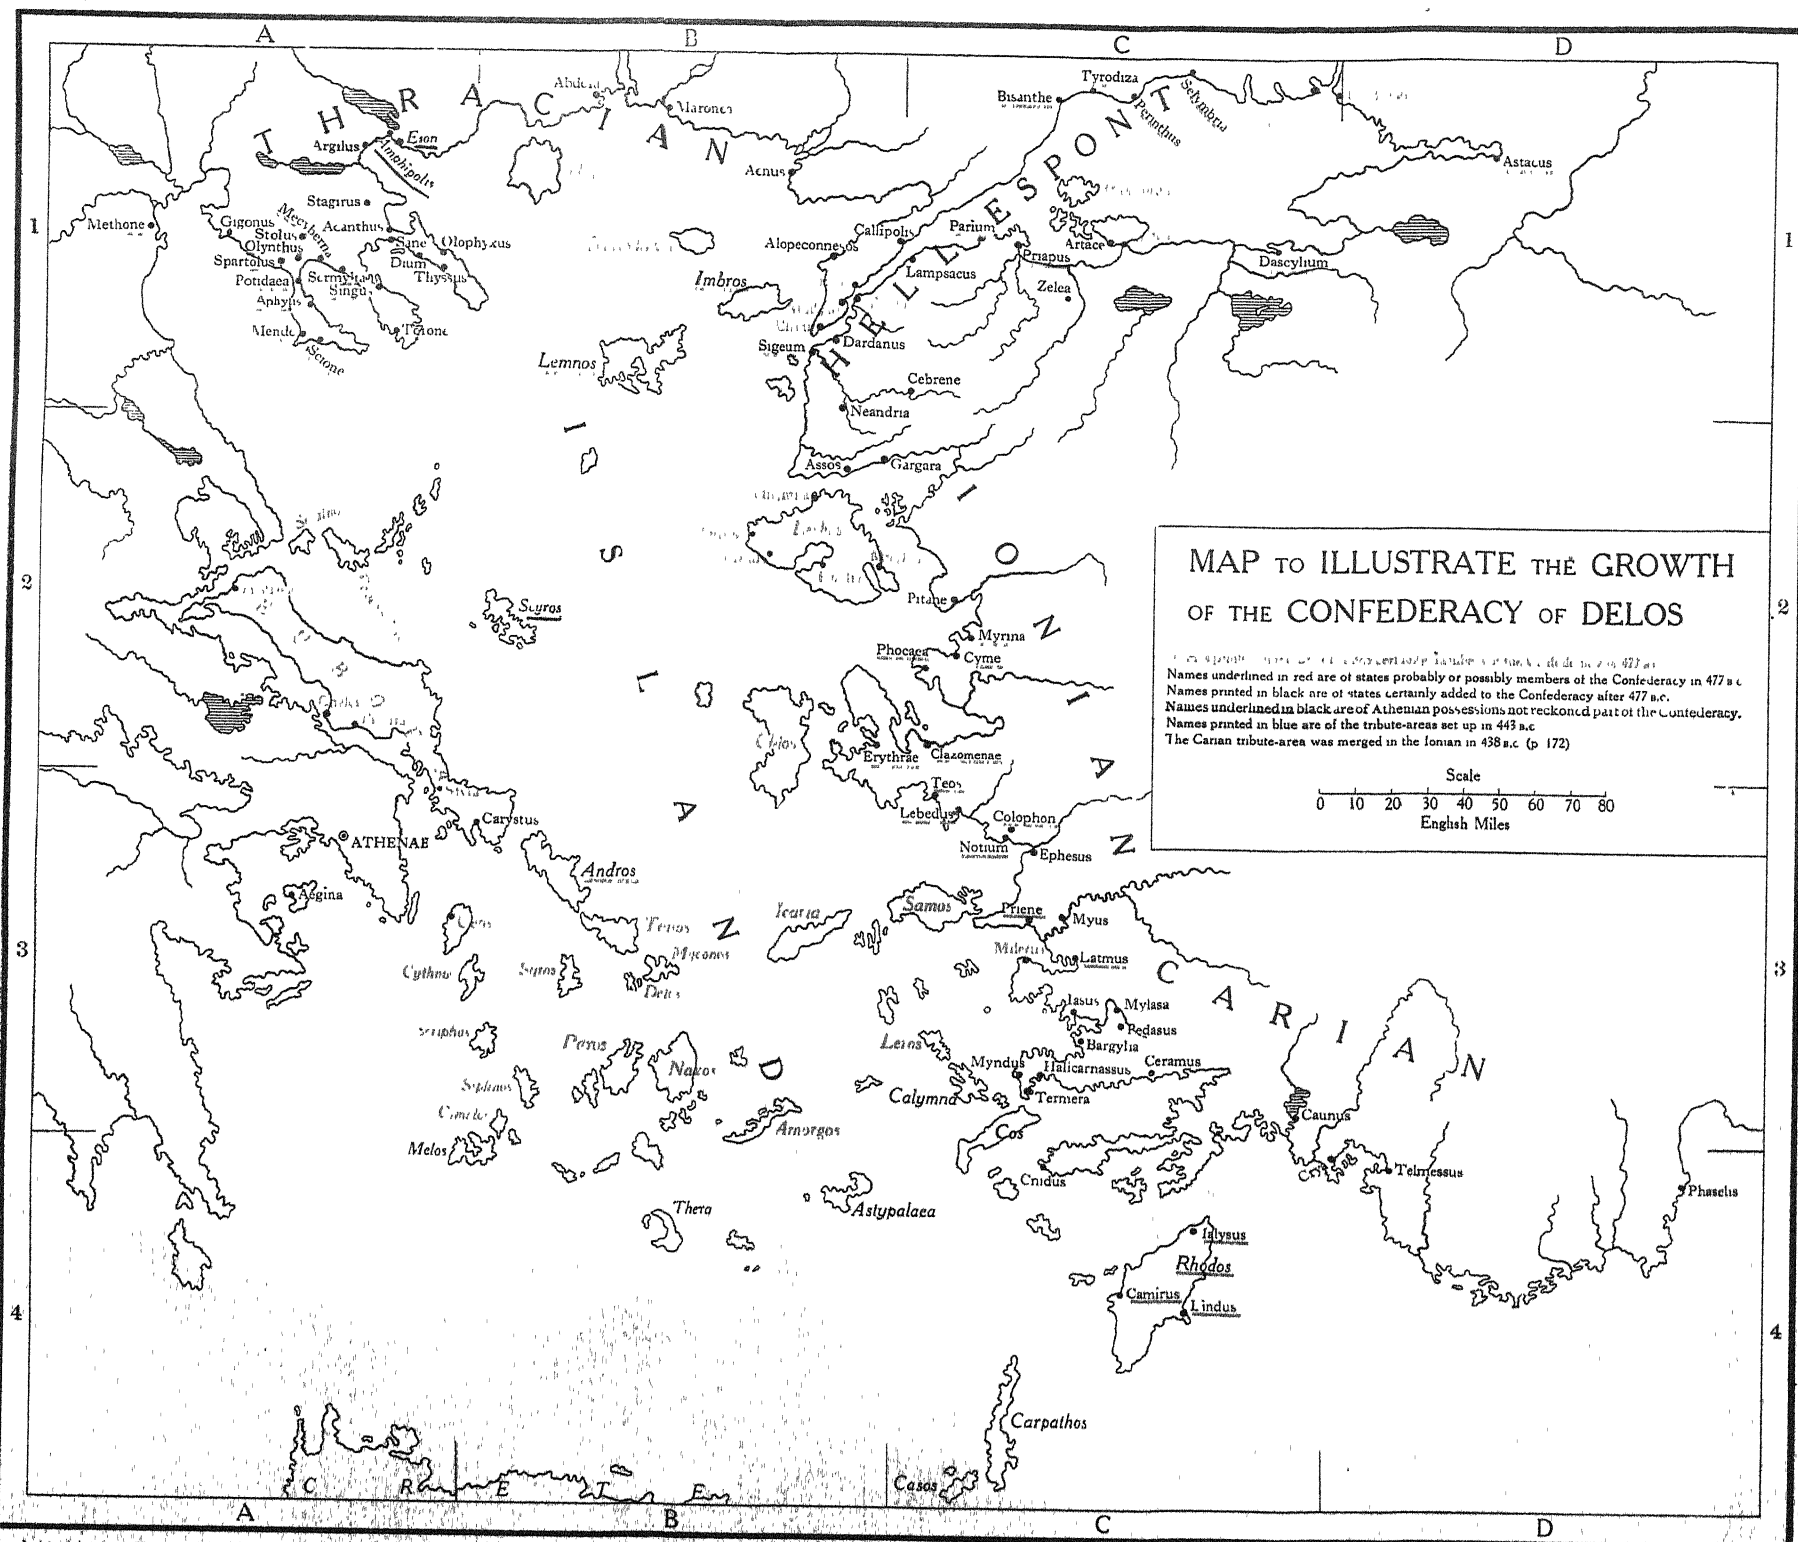 A
B
C
D
THRACIAN
HELLESPONT
ISLAND
IONIAN
CARIAN
Maronea
Bisanthe
Tyrodiza
Perinthus
Selymbria
Astacus
Argilus
Eion
Amphipolis
Aenus
Stagirus
Methone
Gigonus
Mecyberna
Stolus
Olynthus
Acanthus
Sane
Olophyxus
Spartolus
Dium
Thyssus
Potidaea
Sermylia
Singus
Aphytis
Mende
Scione
Torone
Callipolis
Parium
Artace
Alopeconnesos
Priapus
Dascylium
Lampsacus
Zelea
Imbros
Sigeum
Dardanus
Lemnos
Cebrene
Neandria
Assos
Gargara
1
1
2
2
Pitane
Scyros
Myrina
Phocaea
Cyme
MAP TO ILLUSTRATE THE GROWTH
OF THE CONFEDERACY OF DELOS
Names underlined in red are of states probably or possibly members of the Confederacy in 477 B C
Names printed in black are of states certainly added to the Confederacy after 477 B.C.
Names underlined in black are of Athenian possessions not reckoned part of the Confederacy.
Names printed in blue are of the tribute-areas set up in 443 B.C
The Carian tribute-area was merged in the Ionian in 438 B.C (p 172)
Scale
0 10 20 30 40 50 60 70 80
English Miles
Chios
Erythrae
Clazomenae
Teos
Lebedus
Colophon
Notium
Ephesus
Carystus
ATHENAE
Andros
Aegina
3
3
Tenos
Myconos
Delos
Icaria
Samos
Priene
Myus
Miletus
Latmus
Cythnos
Syros
Iasus
Mylasa
Pedasus
Bargylia
Seriphos
Paros
Naxos
Leros
Myndus
Halicarnassus
Ceramus
Termera
Siphnos
Calymna
Caunus
Melos
Amorgos
Cos
Cnidus
Telmessus
Phaselis
Thera
Astypalaea
Ialysus
Rhodos
Camirus
Lindus
4
4
Carpathos
Casos
CRETE
A
B
C
D